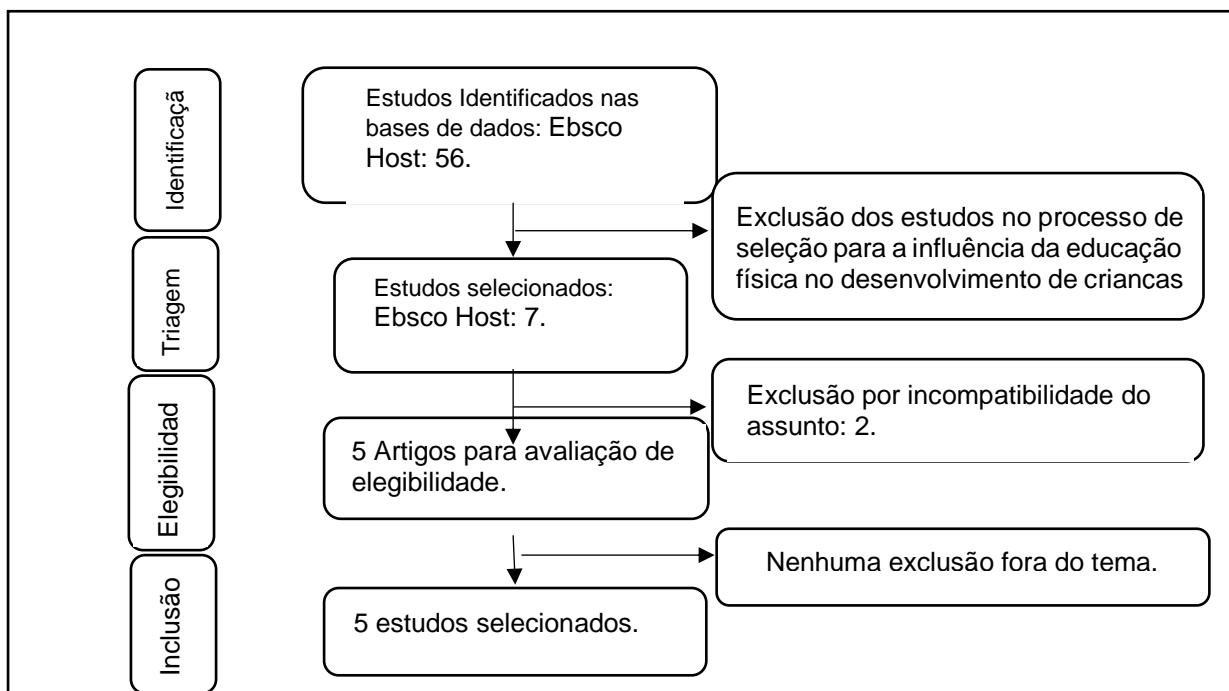 Identificaçã
Estudos Identificados nas
bases de dados: Ebsco
Host: 56.
Exclusão dos estudos no processo de
seleção para a influência da educação
física no desenvolvimento de criancas
Triagem
Estudos selecionados:
Ebsco Host: 7.
Exclusão por incompatibilidade do
assunto: 2.
Elegibilidad
5 Artigos para avaliação de
elegibilidade.
Nenhuma exclusão fora do tema.
Inclusão
5 estudos selecionados.